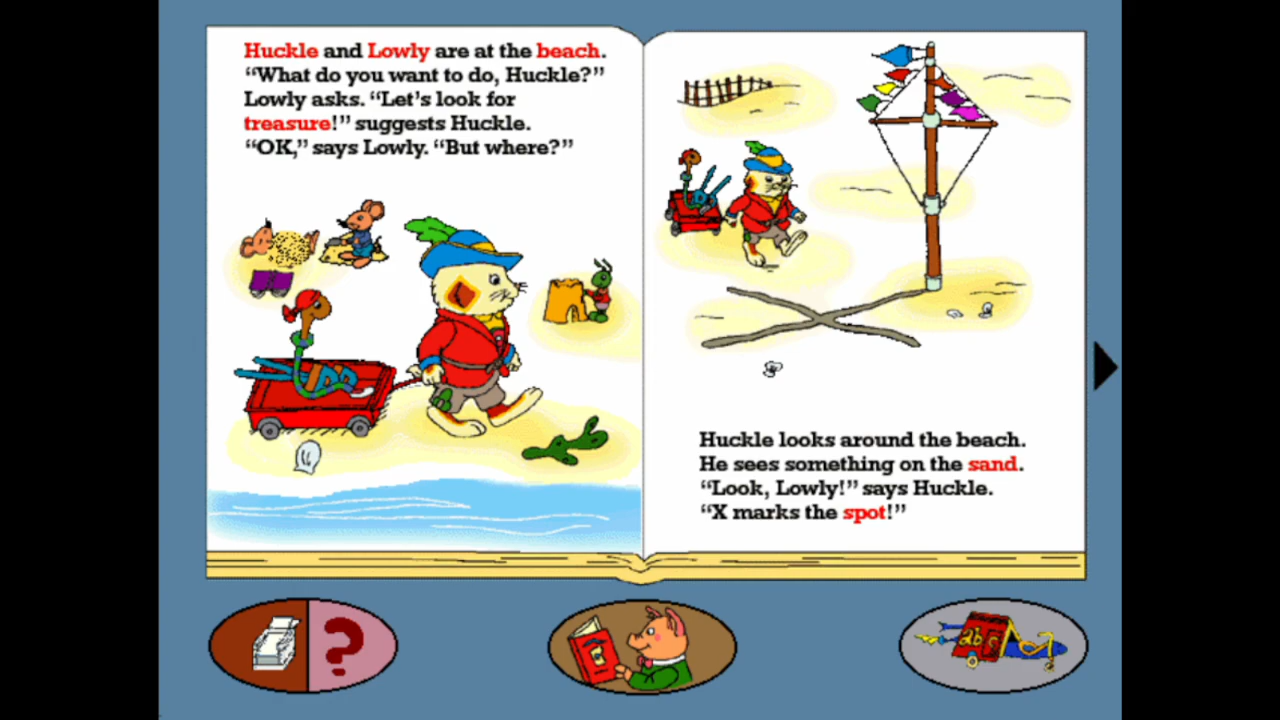 Huckle and Lowly are at the beach.
“What do you want to do, Huckle?”
Lowly asks. “Let’s look for
treasure!” suggests Huckle.
“OK,” says Lowly. “But where?”
Huckle looks around the beach.
He sees something on the sand.
“Look, Lowly!” says Huckle.
“X marks the spot!”
?
abc